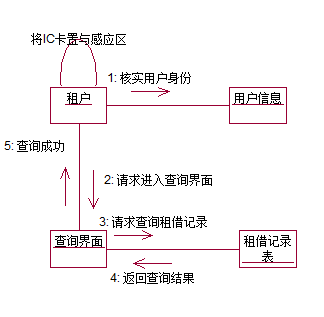 将IC卡置与感应区
1: 核实用户身份
租户
用户信息
5: 查询成功
2: 请求进入查询界面
3: 请求查询租借记录
查询界面
租借记录
表
4: 返回查询结果